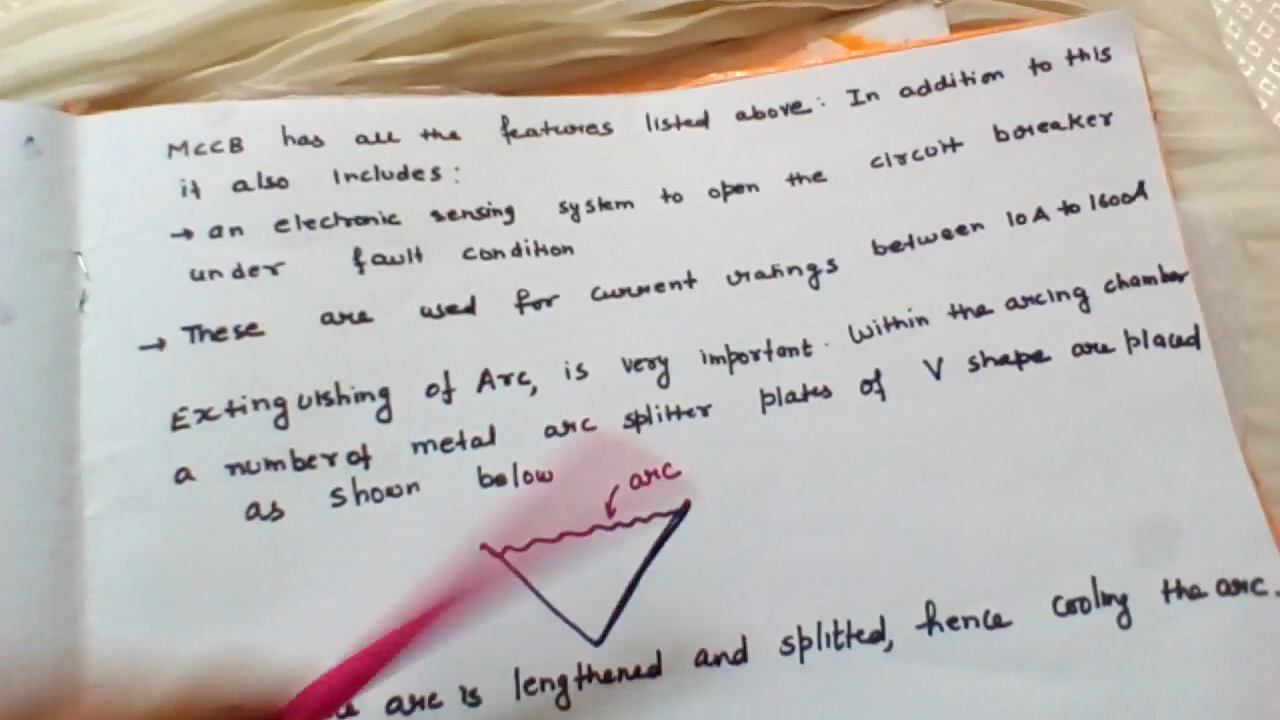 MCCB has all the features listed above. In addition to this
it also includes:
→ an electronic sensing system to open the circuit breaker
under fault condition
→ These are used for current ratings between 10A to 1600A
Extinguishing of Arc, is very important. Within the arcing chamber
a number of metal arc splitter plates of V shape are placed
as shown below
arc
arc is lengthened and splitted, hence cooling the arc.